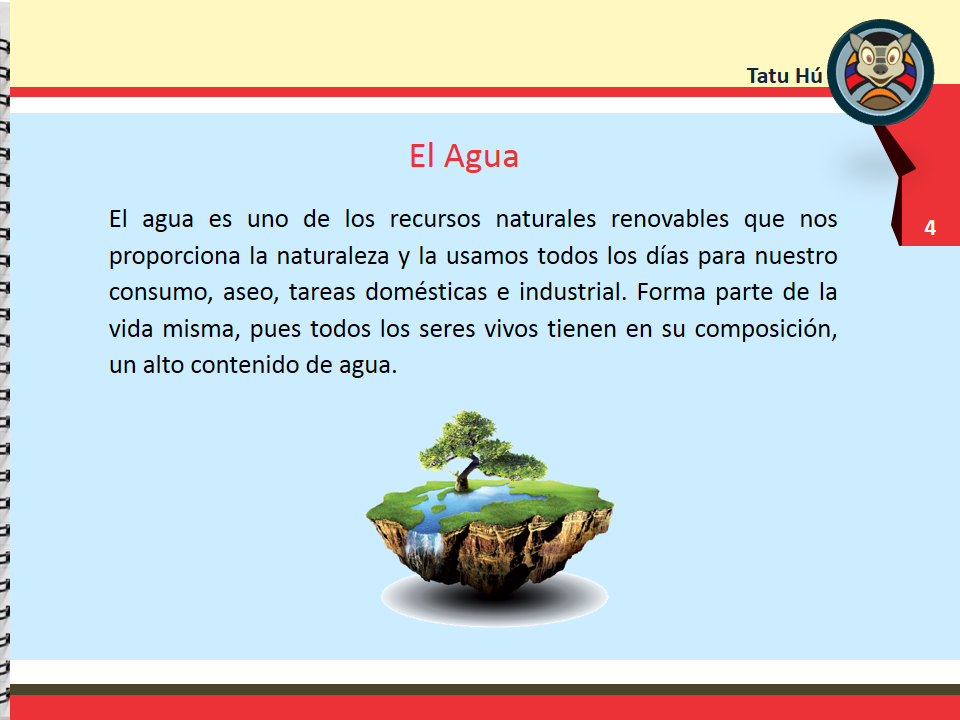 Tatu Hú
El Agua
4
El agua es uno de los recursos naturales renovables que nos
proporciona la naturaleza y la usamos todos los días para nuestro
consumo, aseo, tareas domésticas e industrial. Forma parte de la
vida misma, pues todos los seres vivos tienen en su composición,
un alto contenido de agua.